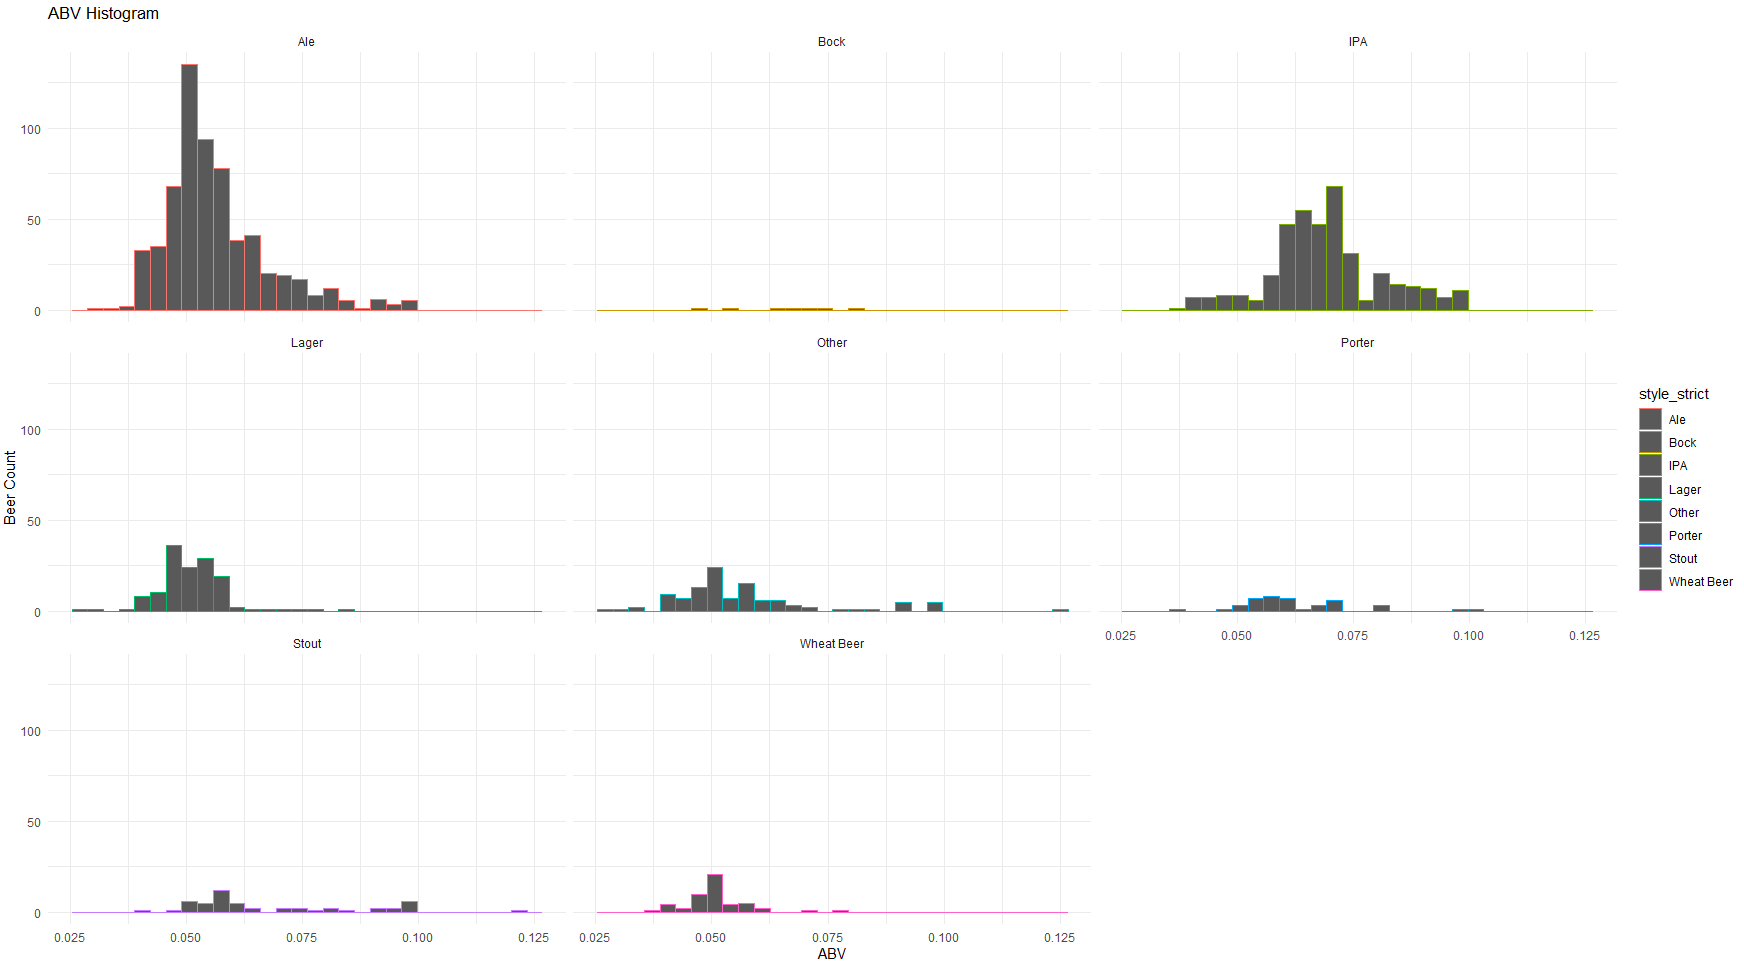 ABV Histogram
Ale
Bock
IPA
100
50
0
Lager
Other
Porter
100
50
0
0.025
0.050
0.075
0.100
0.125
Stout
Wheat Beer
100
50
0
0.025
0.050
0.075
0.100
0.125
0.025
0.050
0.075
0.100
0.125
ABV
Beer Count
style_strict
Ale
Bock
IPA
Lager
Other
Porter
Stout
Wheat Beer